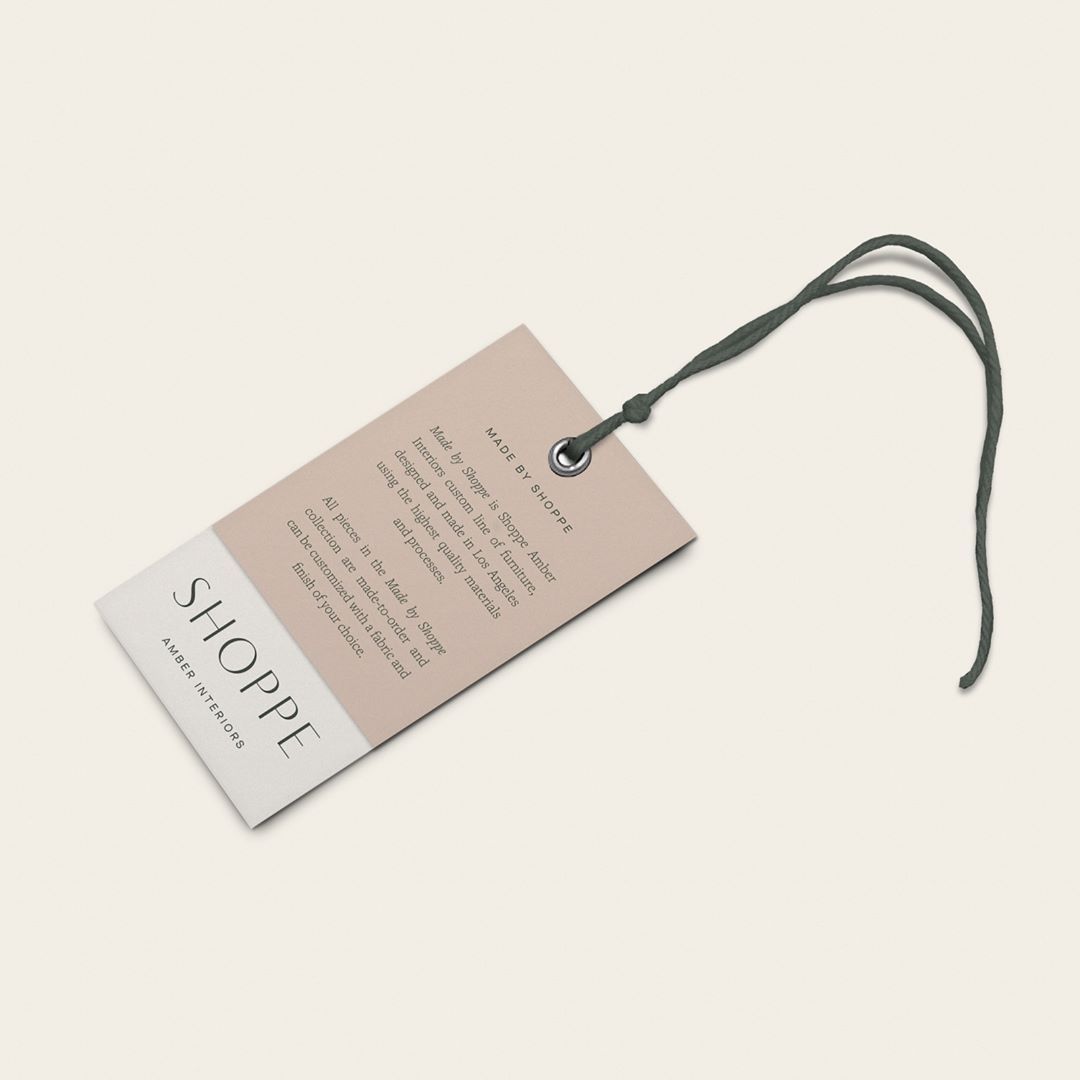 MADE BY SHOPPE
Made by Shoppe is Shoppe Amber
Interiors custom line of furniture,
designed and made in Los Angeles
using the highest quality materials
and processes.
All pieces in the Made by Shoppe
collection are made-to-order and
can be customized with a fabric and
finish of your choice.
SHOPPE
AMBER INTERIORS